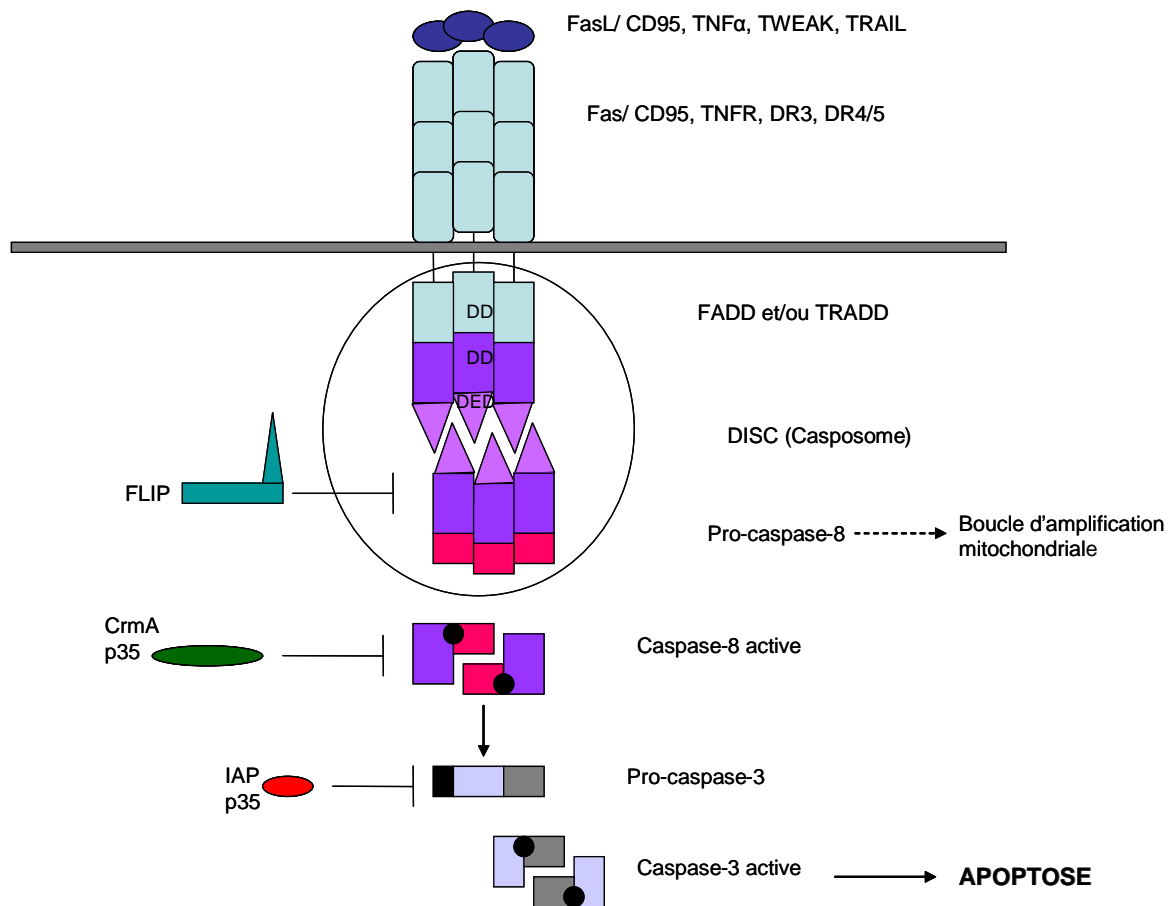 FasL/ CD95, TNFα, TWEAK, TRAIL
Fas/ CD95, TNFR, DR3, DR4/5
DD
FADD et/ou TRADD
DD
DED
DISC (Casposome)
FLIP
Pro-caspase-8
Boucle d'amplification
mitochondriale
CrmA
p35
Caspase-8 active
IAP
p35
Pro-caspase-3
Caspase-3 active
APOPTOSE